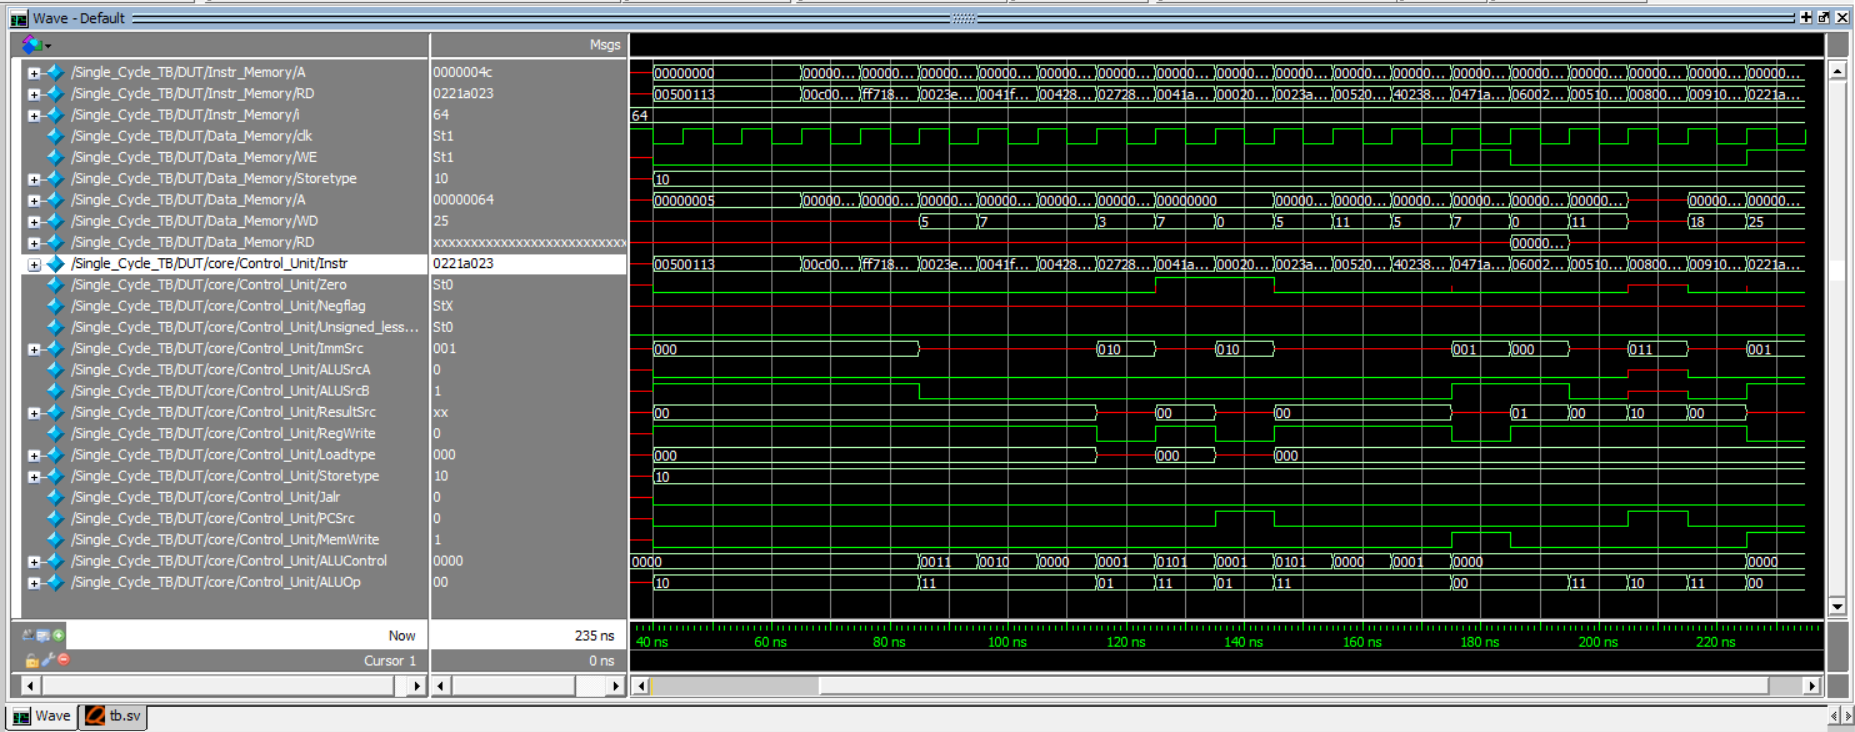 Wave - Default
Msgs
/Single_Cycle_TB/DUT/Instr_Memory/A 0000004c 00000000 00000... 00000... 00000... 00000... 00000... 00000... 00000... 00000... 00000... 00000... 00000... 00000... 00000... 00000... 00000... 00000... 00000...
/Single_Cycle_TB/DUT/Instr_Memory/RD 0221a023 00500113 00c00... ff718... 0023e... 0041f... 00428... 02728... 0041a... 00020... 0023a... 00520... 40238... 0471a... 06002... 00510... 00800... 00910... 0221a...
/Single_Cycle_TB/DUT/Instr_Memory/i 64 64
/Single_Cycle_TB/DUT/Data_Memory/clk St1
/Single_Cycle_TB/DUT/Data_Memory/WE St1
/Single_Cycle_TB/DUT/Data_Memory/Storetype 10 10
/Single_Cycle_TB/DUT/Data_Memory/A 00000064 00000005 00000... 00000... 00000... 00000... 00000... 00000... 00000000 00000... 00000... 00000... 00000... 00000... 00000... 00000... 00000...
/Single_Cycle_TB/DUT/Data_Memory/WD 25 5 7 3 7 0 5 11 5 7 0 11 18 25
/Single_Cycle_TB/DUT/Data_Memory/RD xxxxxxxxxxxxxxxxxxxxxxxxxxx 00000...
/Single_Cycle_TB/DUT/core/Control_Unit/Instr 0221a023 00500113 00c00... ff718... 0023e... 0041f... 00428... 02728... 0041a... 00020... 0023a... 00520... 40238... 0471a... 06002... 00510... 00800... 00910... 0221a...
/Single_Cycle_TB/DUT/core/Control_Unit/Zero St0
/Single_Cycle_TB/DUT/core/Control_Unit/Negflag StX
/Single_Cycle_TB/DUT/core/Control_Unit/Unsigned_less... St0
/Single_Cycle_TB/DUT/core/Control_Unit/ImmSrc 001 000 010 010 001 000 011 001
/Single_Cycle_TB/DUT/core/Control_Unit/ALUSrcA 0
/Single_Cycle_TB/DUT/core/Control_Unit/ALUSrcB 1
/Single_Cycle_TB/DUT/core/Control_Unit/ResultSrc xx 00 00 00 01 00 10 00
/Single_Cycle_TB/DUT/core/Control_Unit/RegWrite 0
/Single_Cycle_TB/DUT/core/Control_Unit/Loadtype 000 000 000 000
/Single_Cycle_TB/DUT/core/Control_Unit/Storetype 10 10
/Single_Cycle_TB/DUT/core/Control_Unit/Jalr 0
/Single_Cycle_TB/DUT/core/Control_Unit/PCSrc 0
/Single_Cycle_TB/DUT/core/Control_Unit/MemWrite 1
/Single_Cycle_TB/DUT/core/Control_Unit/ALUControl 0000 0000 0011 0010 0000 0001 0101 0001 0101 0000 0001 0000 0000
/Single_Cycle_TB/DUT/core/Control_Unit/ALUOp 00 10 11 01 11 01 11 00 11 10 11 00
Now 235 ns 40 ns 60 ns 80 ns 100 ns 120 ns 140 ns 160 ns 180 ns 200 ns 220 ns
Cursor 1 0 ns
Wave tb.sv